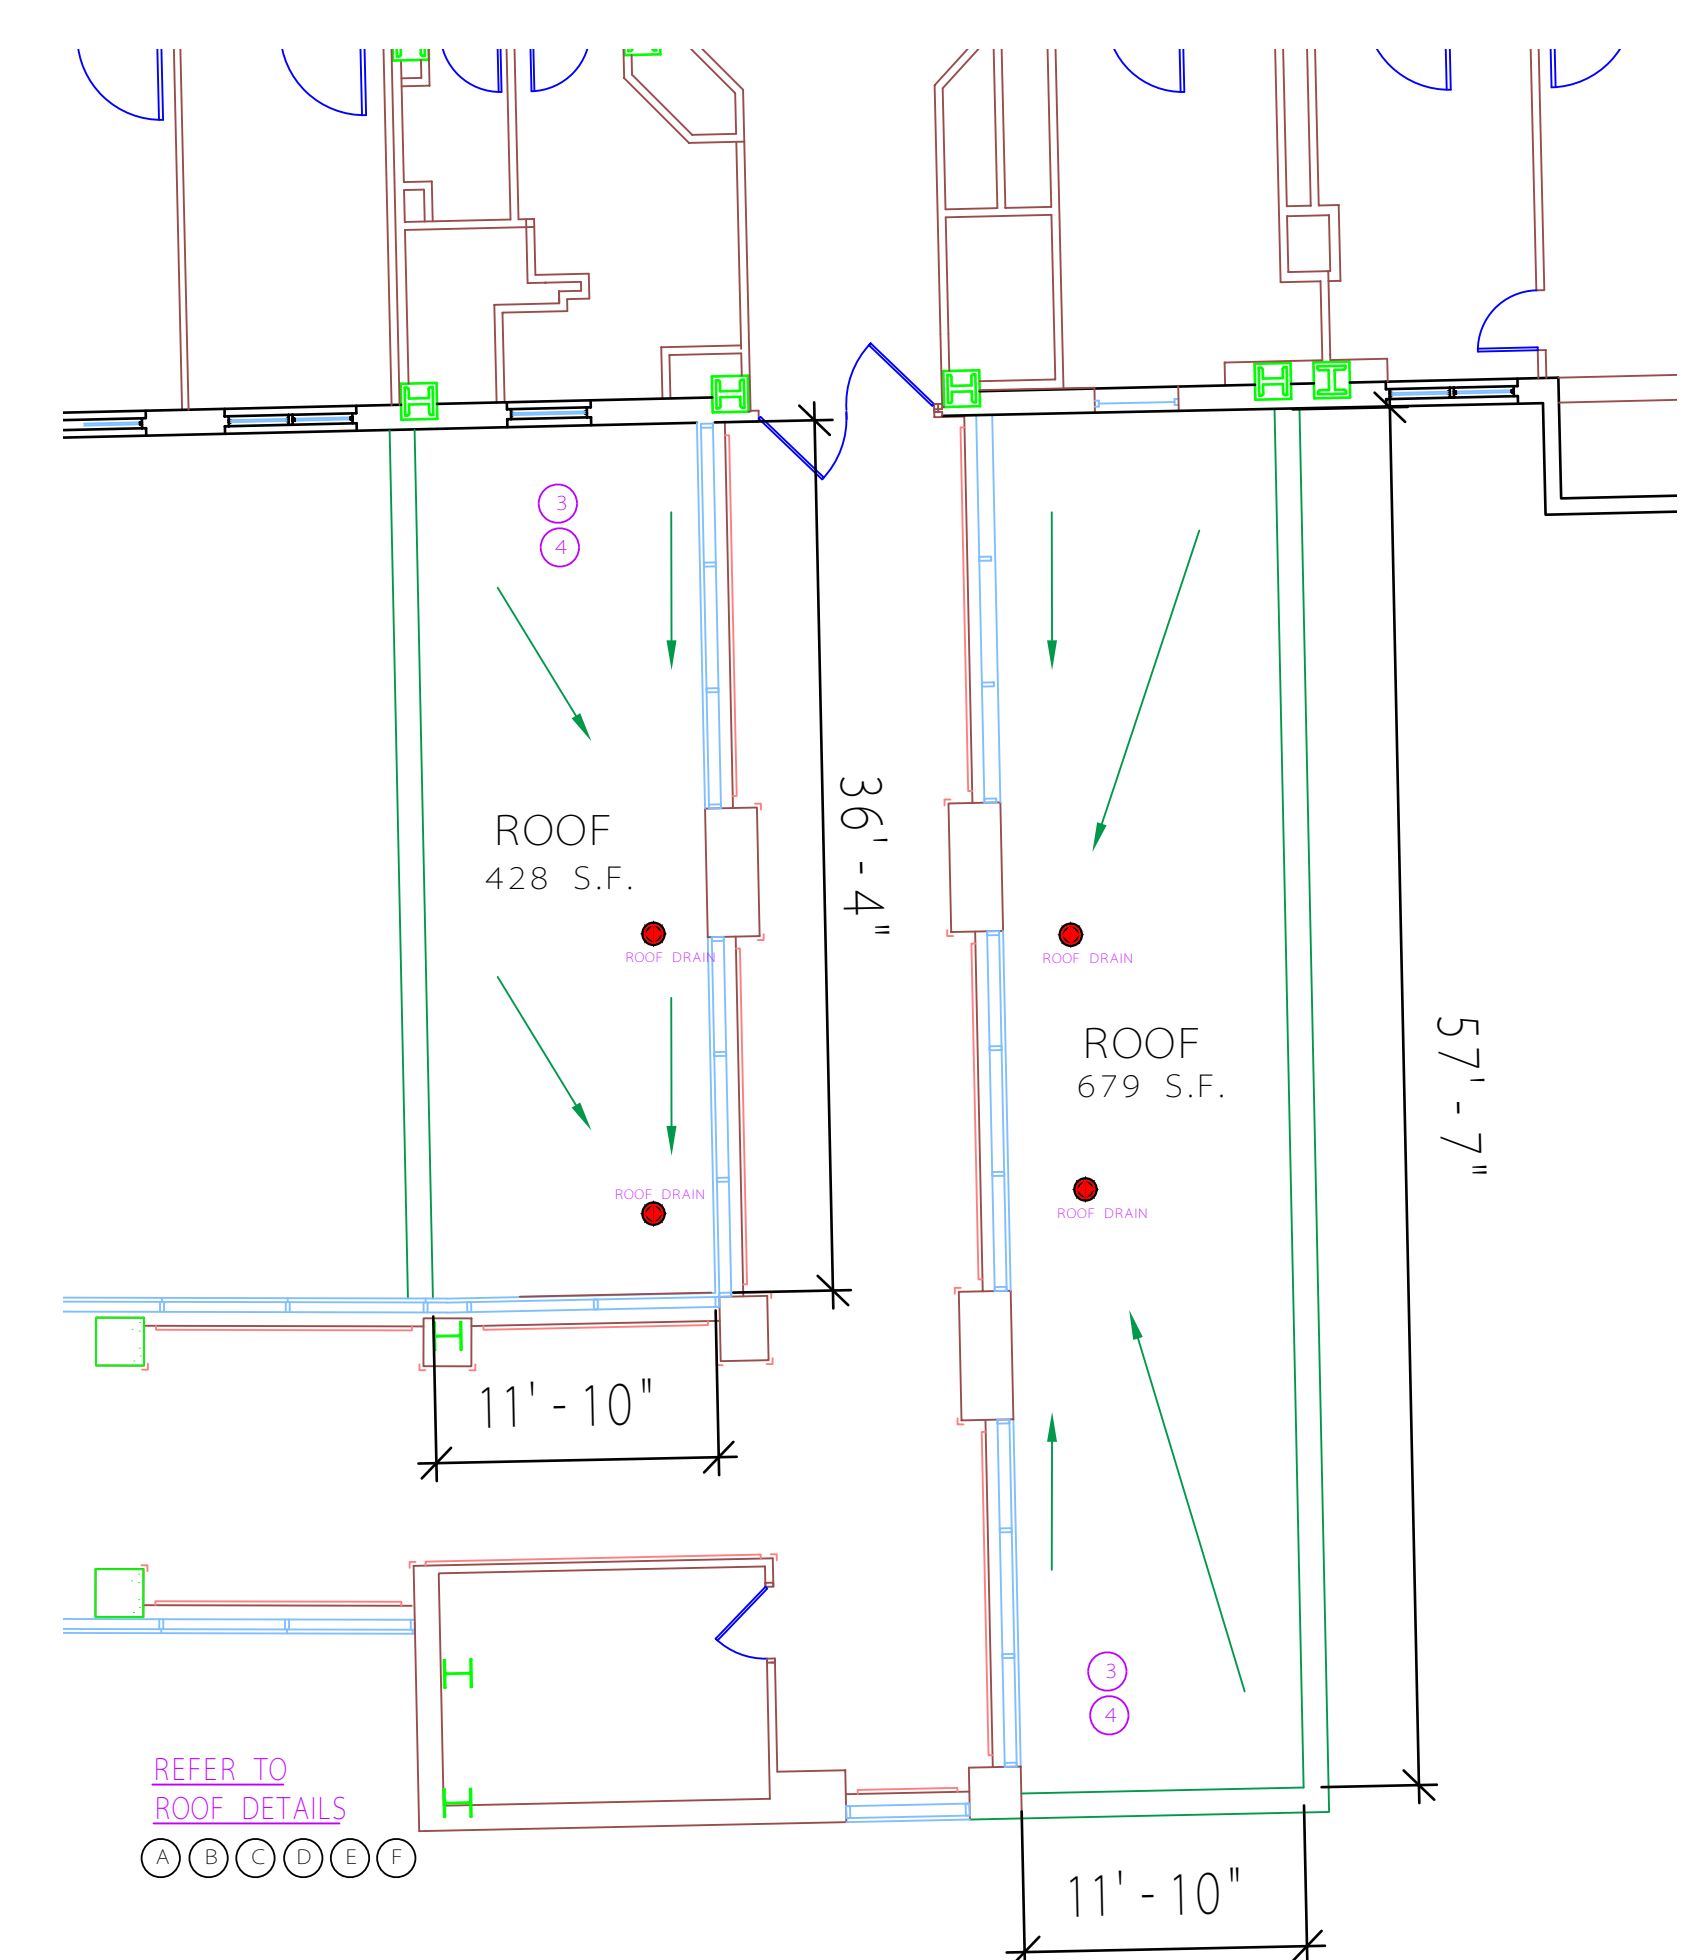 3
4
ROOF
428 S.F.
36'-4"
ROOF DRAIN
ROOF DRAIN
ROOF
679 S.F.
57'-7"
ROOF DRAIN
ROOF DRAIN
11'-10"
3
4
REFER TO
ROOF DETAILS
A B C D E F
11'-10"